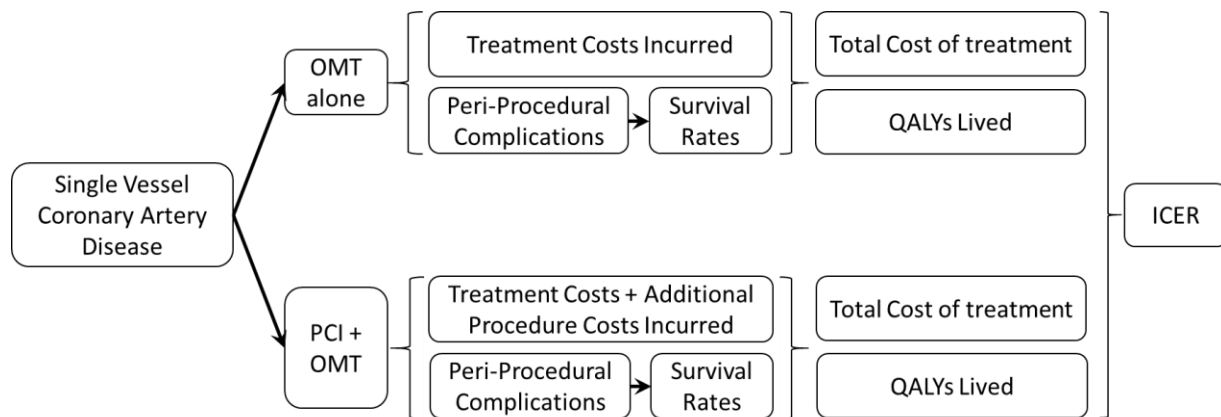 Single Vessel
Coronary Artery
Disease
OMT
alone
Treatment Costs Incurred
Peri-Procedural
Complications
Survival
Rates
Total Cost of treatment
QALYs Lived
PCI +
OMT
Treatment Costs + Additional
Procedure Costs Incurred
Peri-Procedural
Complications
Survival
Rates
Total Cost of treatment
QALYs Lived
ICER